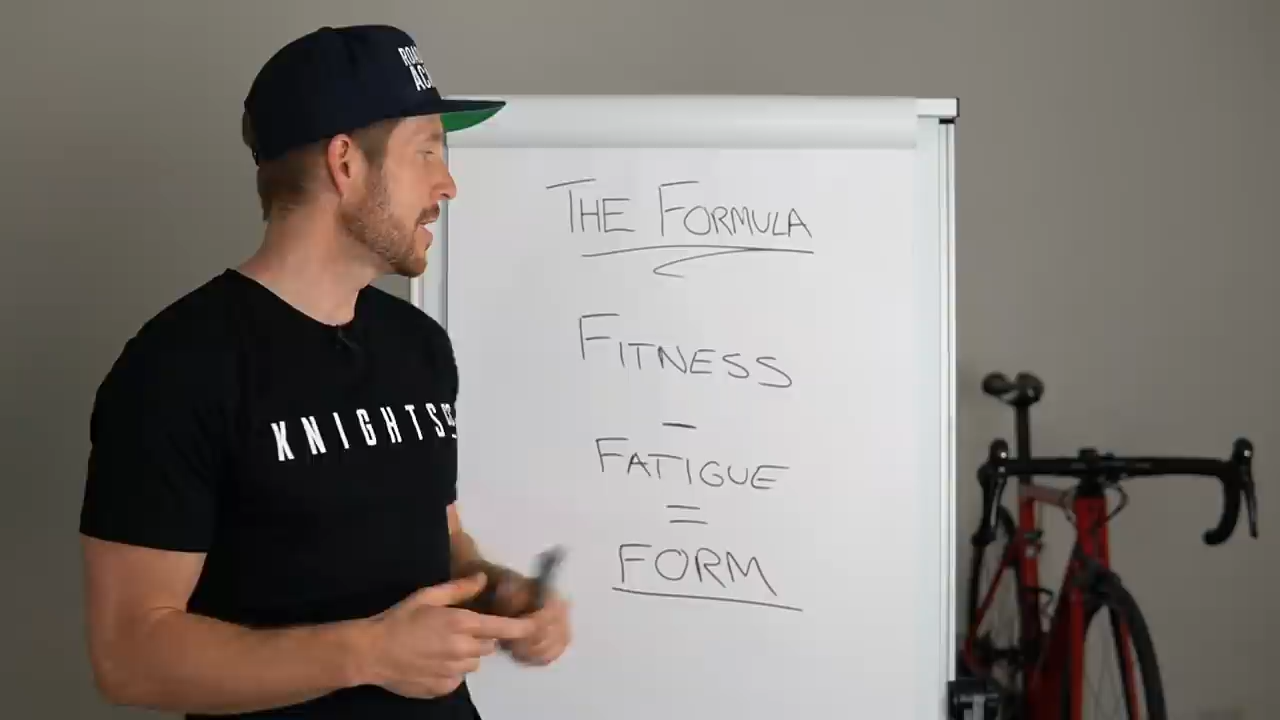 THE FORMULA
FITNESS
–
FATIGUE
=
FORM
KNIGHTS